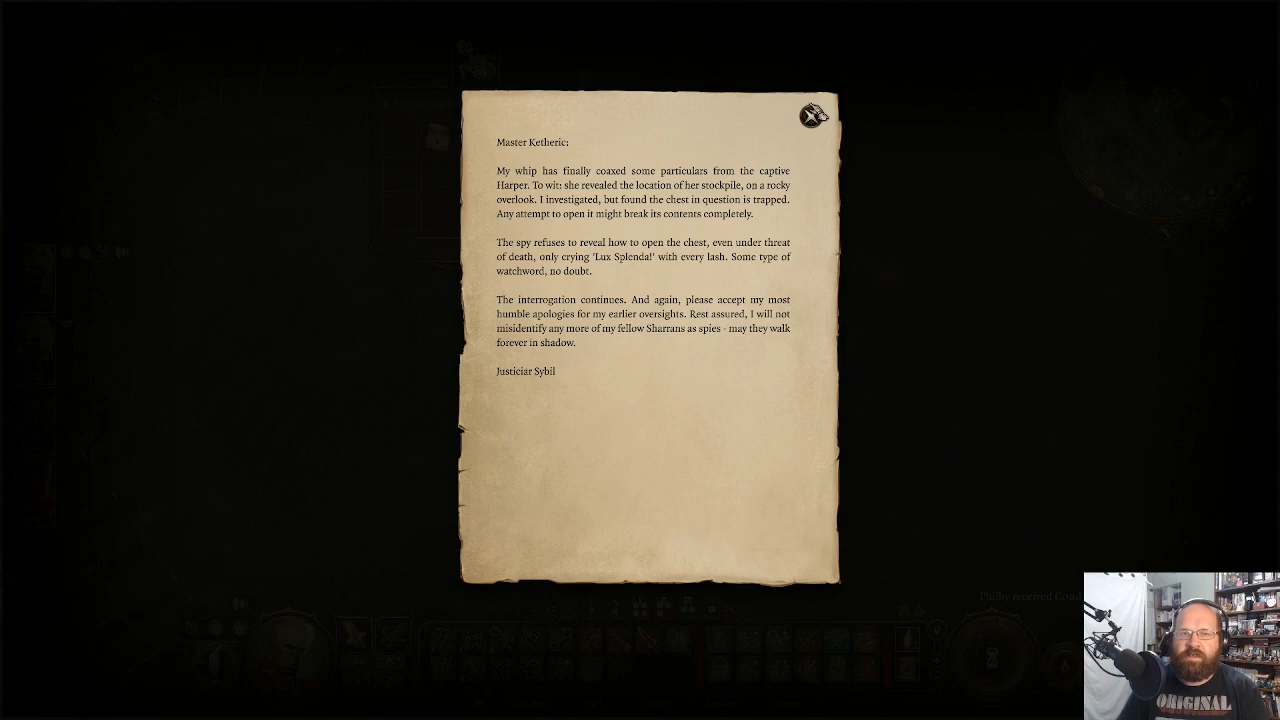 Master Ketheric:
My whip has finally coaxed some particulars from the captive
Harper. To wit: she revealed the location of her stockpile, on a rocky
overlook. I investigated, but found the chest in question is trapped.
Any attempt to open it might break its contents completely.
The spy refuses to reveal how to open the chest, even under threat
of death, only crying 'Lux Splenda!' with every lash. Some type of
watchword, no doubt.
The interrogation continues. And again, please accept my most
humble apologies for my earlier oversights. Rest assured, I will not
misidentify any more of my fellow Sharrans as spies - may they walk
forever in shadow.
Justiciar Sybil
Philby received
ORIGINAL